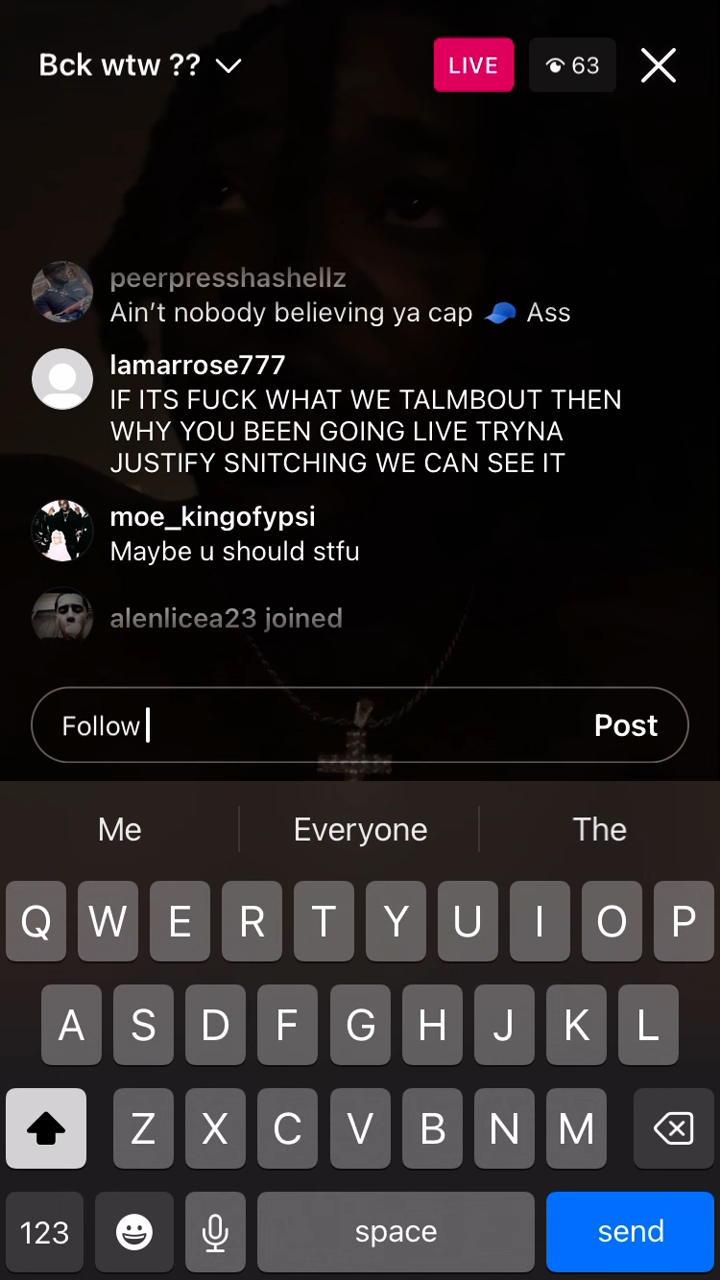 Bck wtw ??
LIVE
63
peerpresshashellz
Ain’t nobody believing ya cap 🧢 Ass
lamarrose777
IF ITS FUCK WHAT WE TALMBOUT THEN
WHY YOU BEEN GOING LIVE TRYNA
JUSTIFY SNITCHING WE CAN SEE IT
moe_kingofypsi
Maybe u should stfu
alenlicea23 joined
Follow
Post
Me Everyone The
Q W E R T Y U I O P
A S D F G H J K L
Z X C V B N M
123 space send